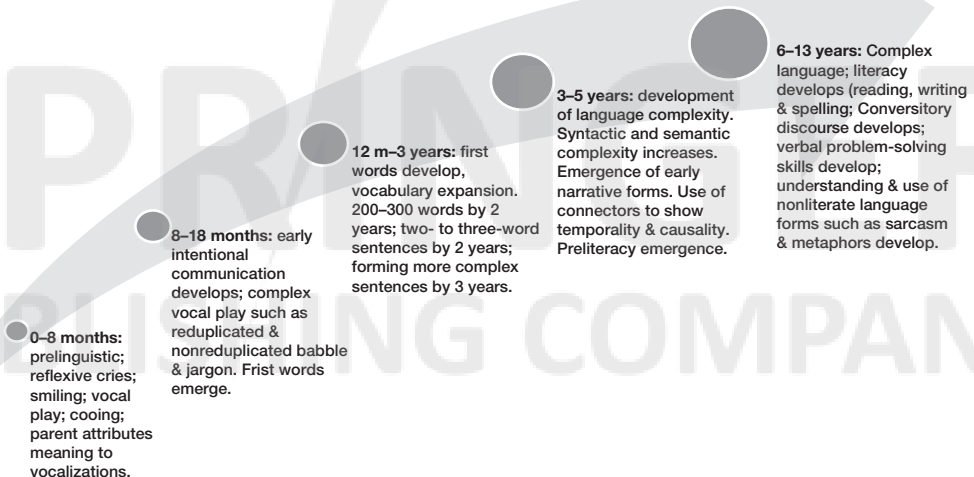 0–8 months:
prelinguistic;
reflexive cries;
smiling; vocal
play; cooing;
parent attributes
meaning to
vocalizations.
8–18 months: early
intentional
communication
develops; complex
vocal play such as
reduplicated &
nonreduplicated babble
& jargon. Frist words
emerge.
12 m–3 years: first
words develop,
vocabulary expansion.
200–300 words by 2
years; two- to three-word
sentences by 2 years;
forming more complex
sentences by 3 years.
3–5 years: development
of language complexity.
Syntactic and semantic
complexity increases.
Emergence of early
narrative forms. Use of
connectors to show
temporality & causality.
Preliteracy emergence.
6–13 years: Complex
language; literacy
develops (reading, writing
& spelling; Conversitory
discourse develops;
verbal problem-solving
skills develop;
understanding & use of
nonliterate language
forms such as sarcasm
& metaphors develop.